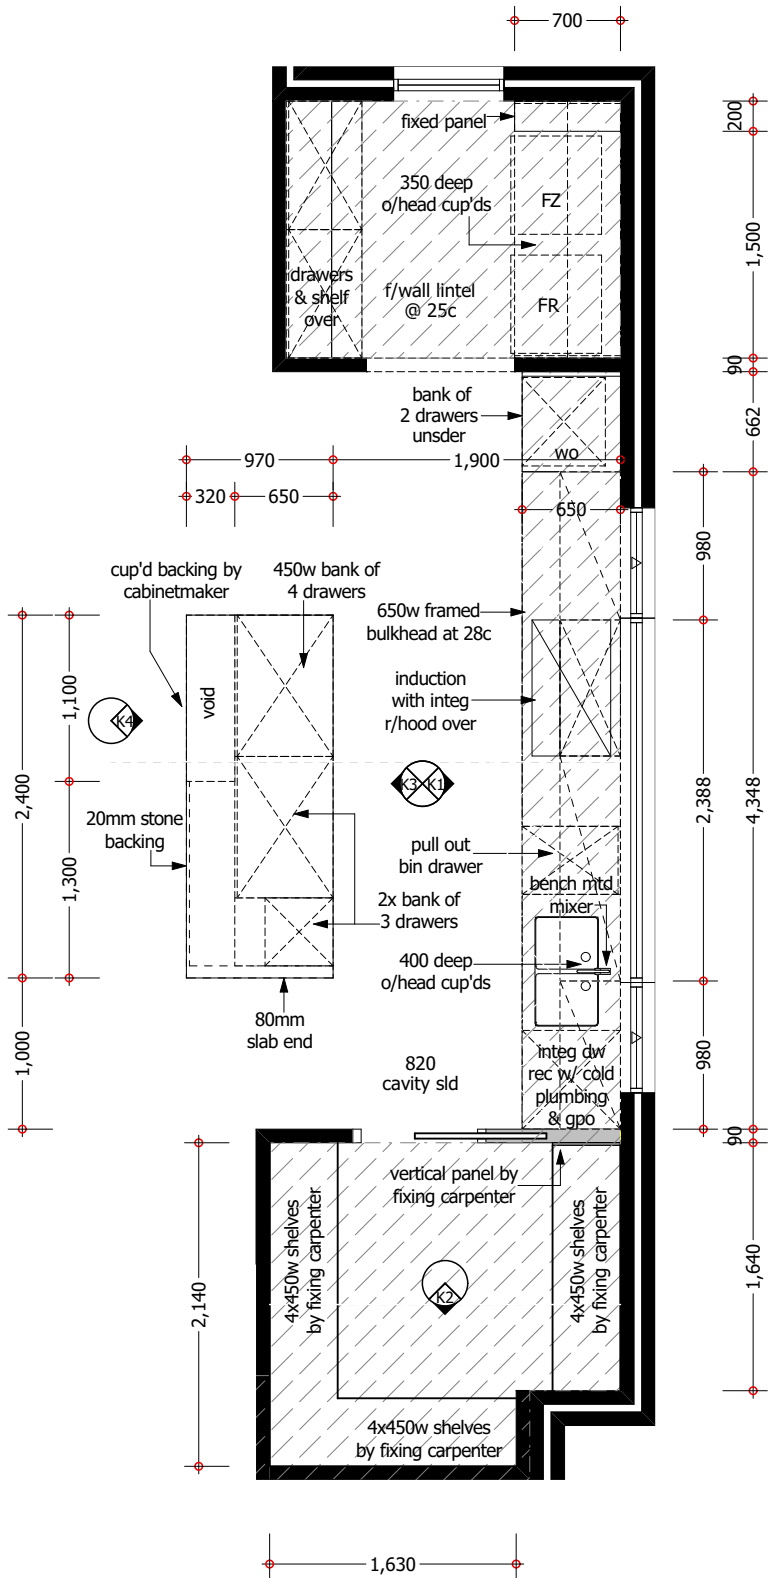 700
200
fixed panel
350 deep
o/head cup'ds
FZ
1,500
drawers
& shelf
over
f/wall lintel
@ 25c
FR
90
bank of
2 drawers
unsder
662
wo
970
1,900
320
650
650
980
cup'd backing by
cabinetmaker
450w bank of
4 drawers
650w framed
bulkhead at 28c
1,100
void
induction
with integ
r/hood over
K4
K3
K1
2,400
2,388
4,348
20mm stone
backing
pull out
bin drawer
1,300
bench mtd
mixer
2x bank of
3 drawers
400 deep
o/head cup'ds
80mm
slab end
1,000
820
cavity sld
integ dw
rec w/ cold
plumbing
& gpo
980
90
vertical panel by
fixing carpenter
4x450w shelves
by fixing carpenter
4x450w shelves
by fixing carpenter
K2
2,140
1,640
4x450w shelves
by fixing carpenter
1,630